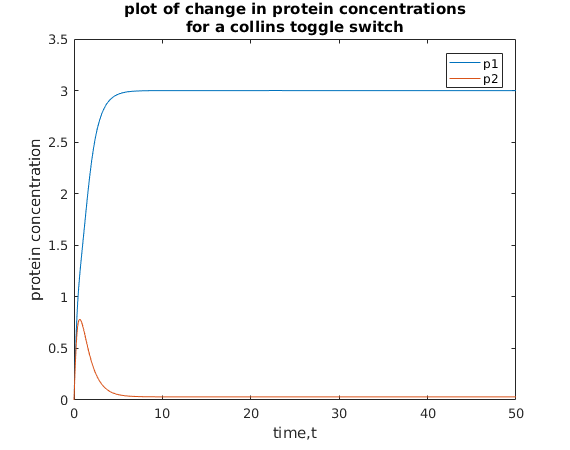 plot of change in protein concentrations
for a collins toggle switch
3.5
3
2.5
2
1.5
1
0.5
0
protein concentration
p1
p2
0 10 20 30 40 50
time,t